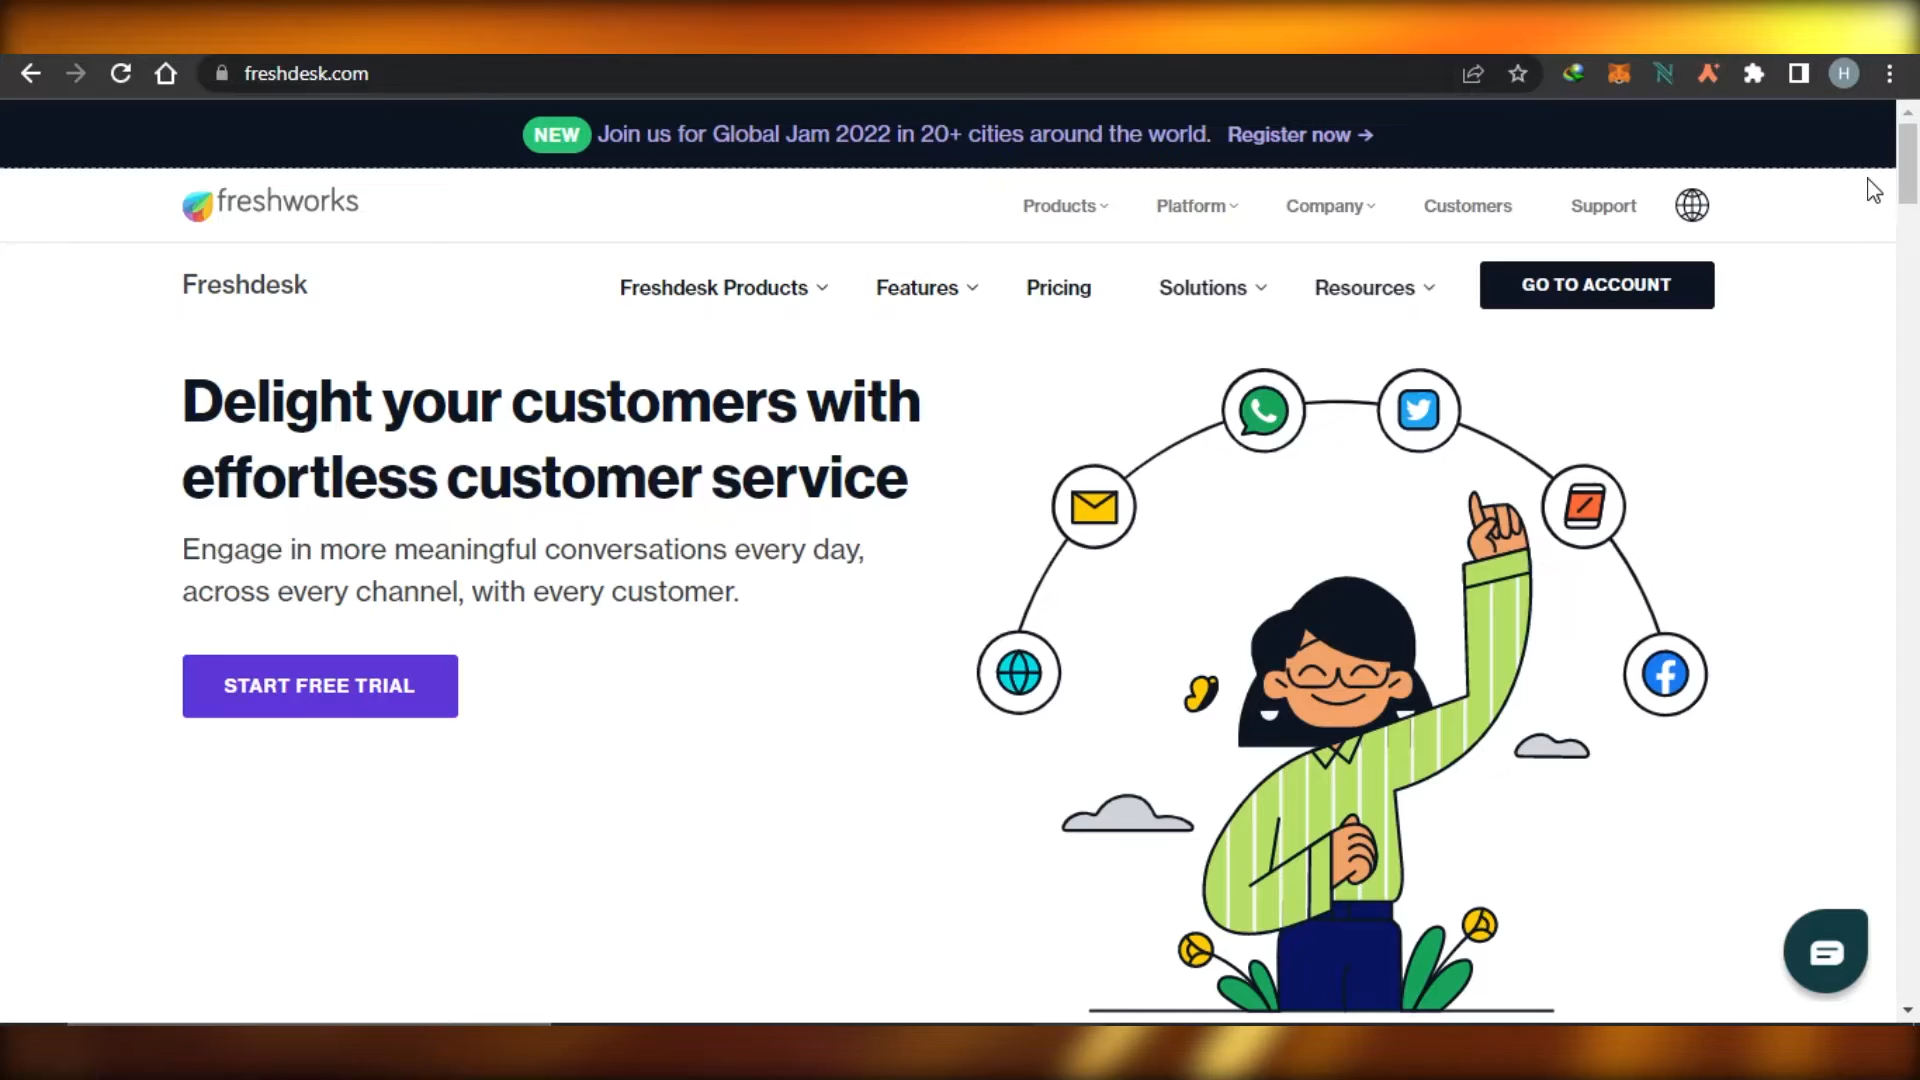 freshdesk.com
H
NEW Join us for Global Jam 2022 in 20+ cities around the world. Register now →
freshworks
Products Platform Company Customers Support
Freshdesk
Freshdesk Products Features Pricing Solutions Resources GO TO ACCOUNT
Delight your customers with
effortless customer service
Engage in more meaningful conversations every day,
across every channel, with every customer.
START FREE TRIAL